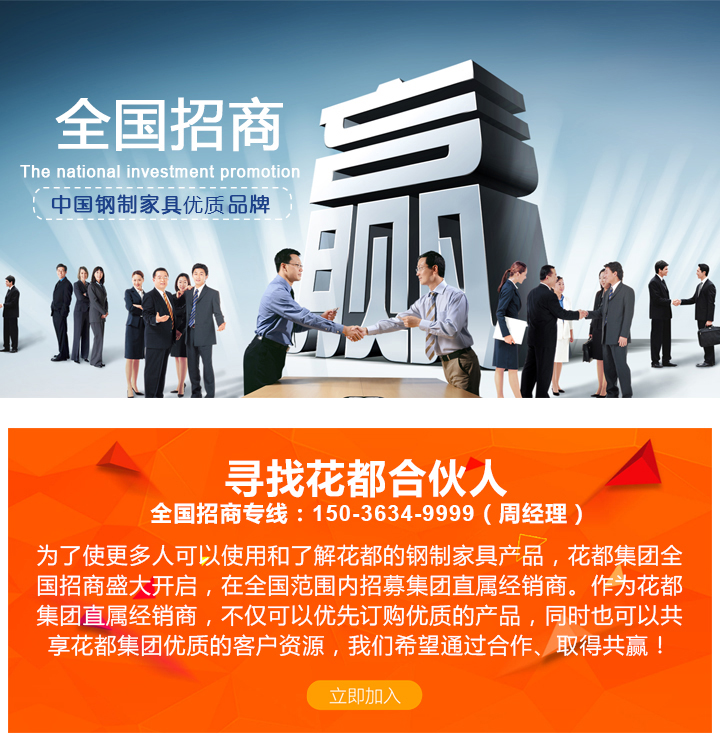 全国招商
The national investment promotion
中国钢制家具优质品牌
赢
寻找花都合伙人
全国招商专线：150-3634-9999（周经理）
为了使更多人可以使用和了解花都的钢制家具产品，花都集团全
国招商盛大开启，在全国范围内招募集团直属经销商。作为花都
集团直属经销商，不仅可以优先订购优质的产品，同时也可以共
享花都集团优质的客户资源，我们希望通过合作、取得共赢！
立即加入